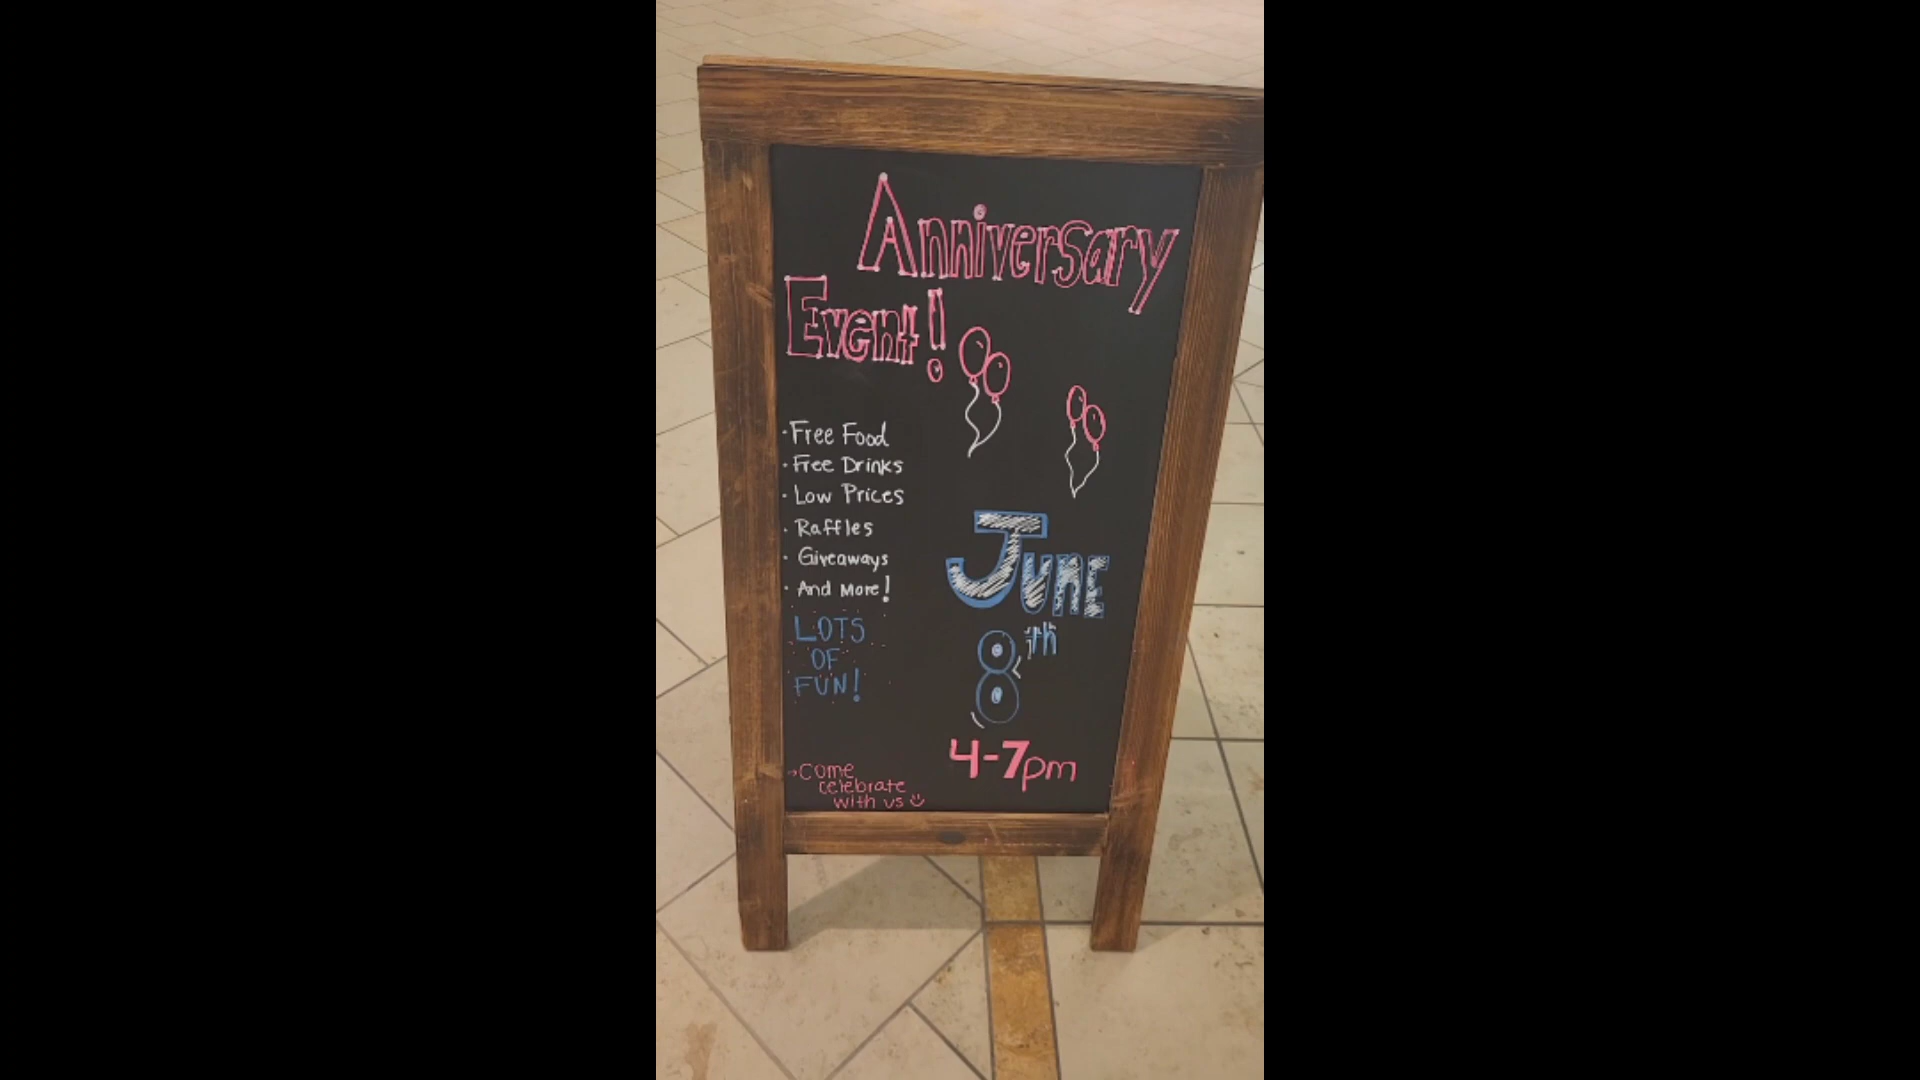 Anniversary
Event!
· Free Food
· Free Drinks
· Low Prices
· Raffles
· Giveaways
· And More!
LOTS
OF
FUN!
June
8th
4-7pm
Come
celebrate
with us